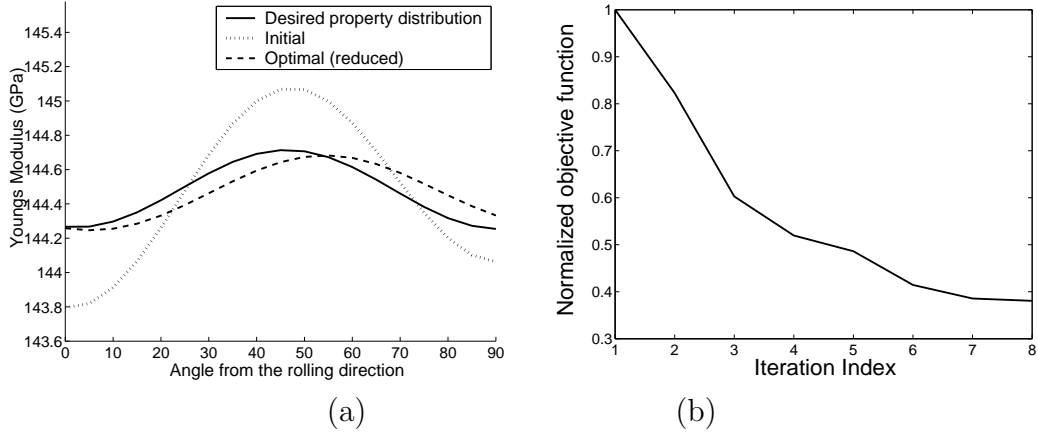 145.4
145.2
145
144.8
144.6
144.4
144.2
144
143.8
143.6
Youngs Modulus (GPa)
Desired property distribution
Initial
Optimal (reduced)
0 10 20 30 40 50 60 70 80 90
Angle from the rolling direction
(a)
1
0.9
0.8
0.7
0.6
0.5
0.4
0.3
Normalized objective function
1 2 3 4 5 6 7 8
Iteration Index
(b)